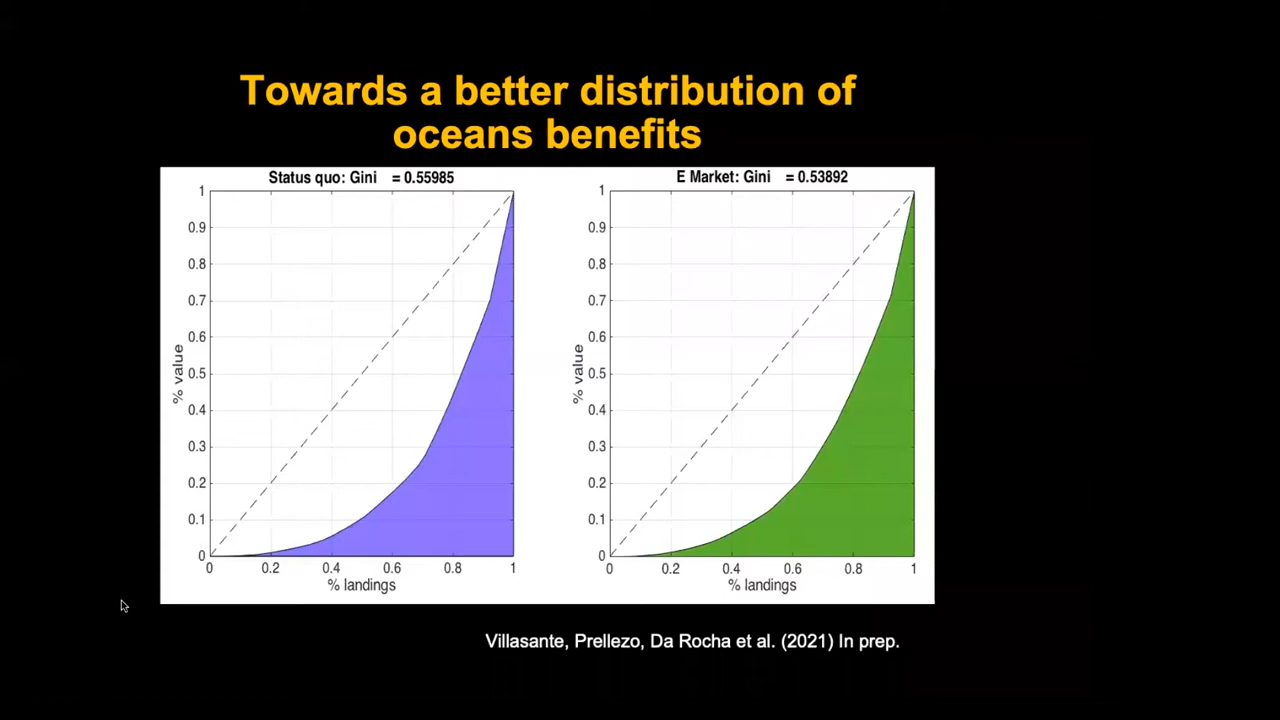 Towards a better distribution of
oceans benefits
Status quo: Gini = 0.55985
1
0.9
0.8
0.7
0.6
0.5
0.4
0.3
0.2
0.1
0
% value
0 0.2 0.4 0.6 0.8 1
% landings
E Market: Gini = 0.53892
1
0.9
0.8
0.7
0.6
0.5
0.4
0.3
0.2
0.1
0
% value
0 0.2 0.4 0.6 0.8 1
% landings
Villasante, Prellezo, Da Rocha et al. (2021) In prep.